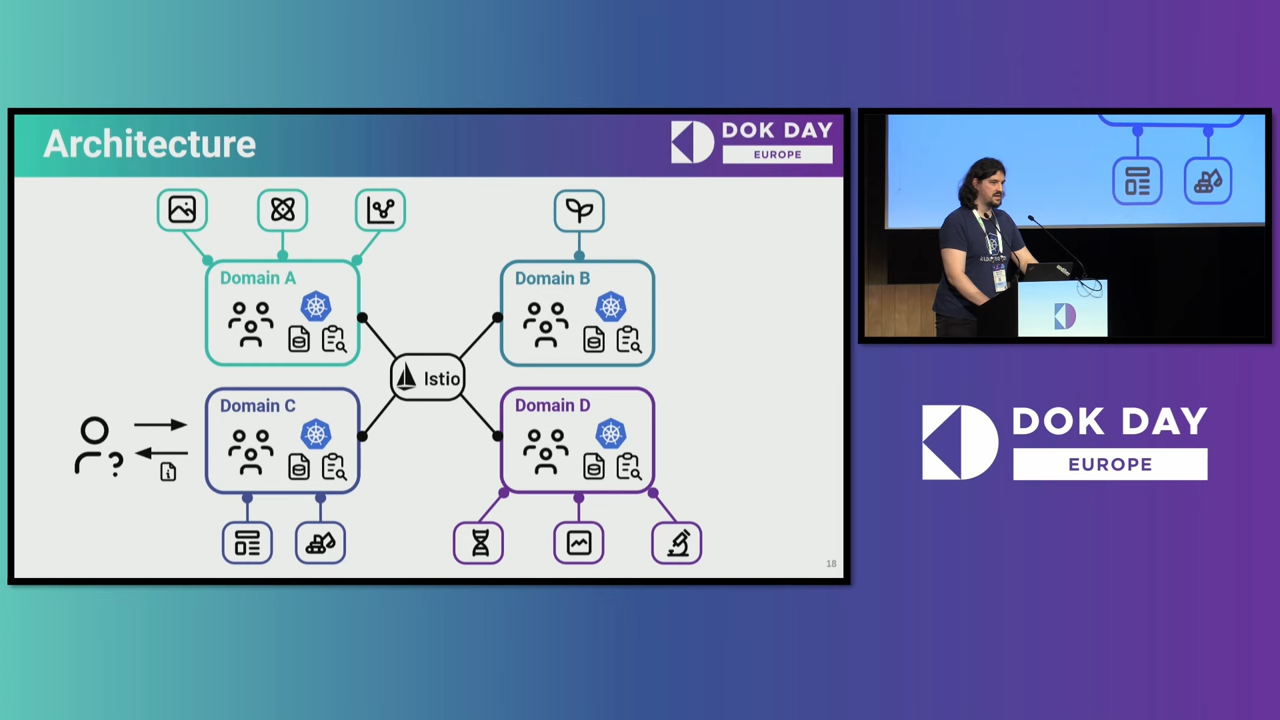 Architecture
DOK DAY
EUROPE
Domain A
Domain B
Istio
Domain C
Domain D
?
18
DOK DAY
EUROPE